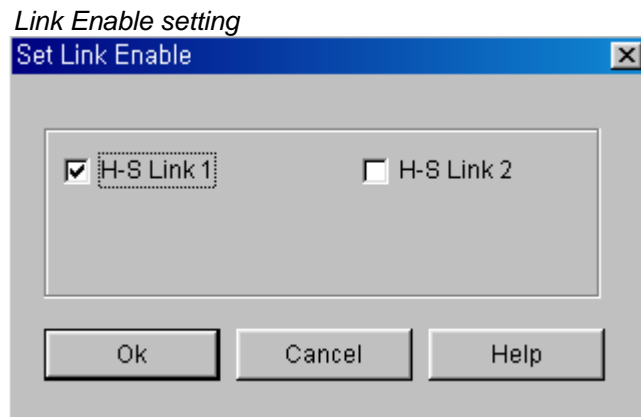 Link Enable setting
Set Link Enable
H-S Link 1 H-S Link 2
Ok Cancel Help